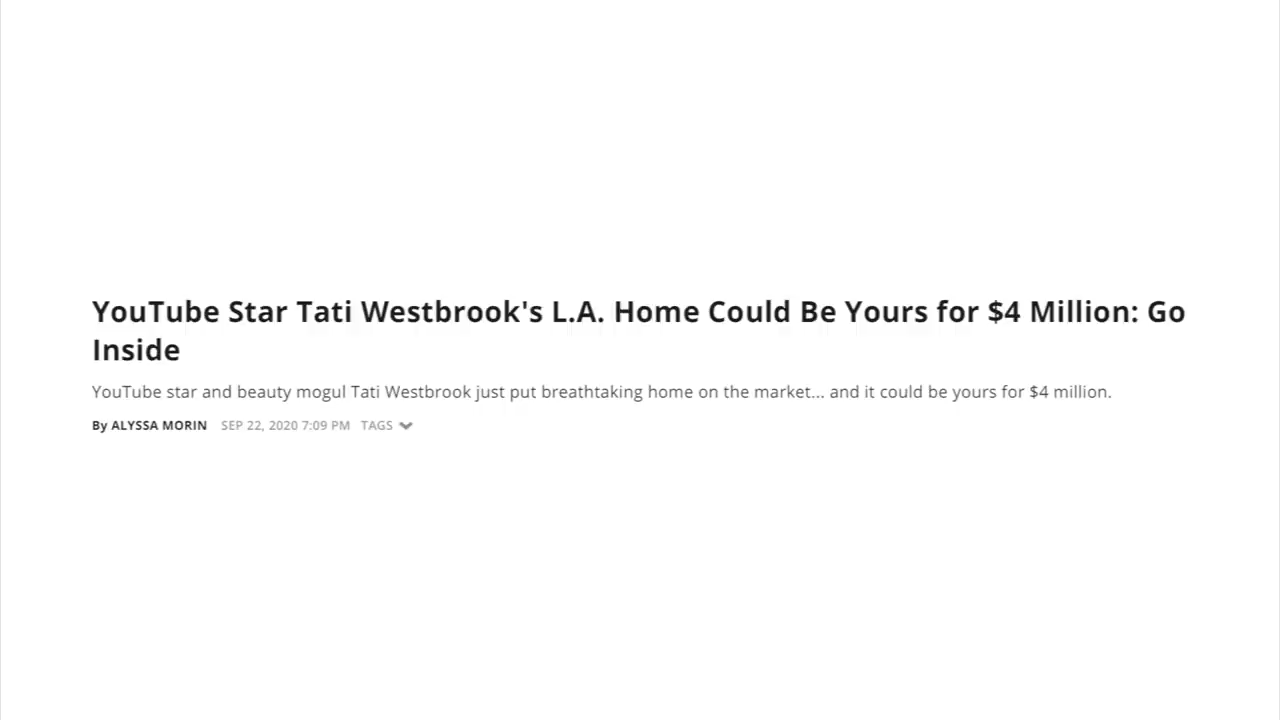 YouTube Star Tati Westbrook's L.A. Home Could Be Yours for $4 Million: Go
Inside
YouTube star and beauty mogul Tati Westbrook just put breathtaking home on the market... and it could be yours for $4 million.
By ALYSSA MORIN SEP 22, 2020 7:09 PM TAGS